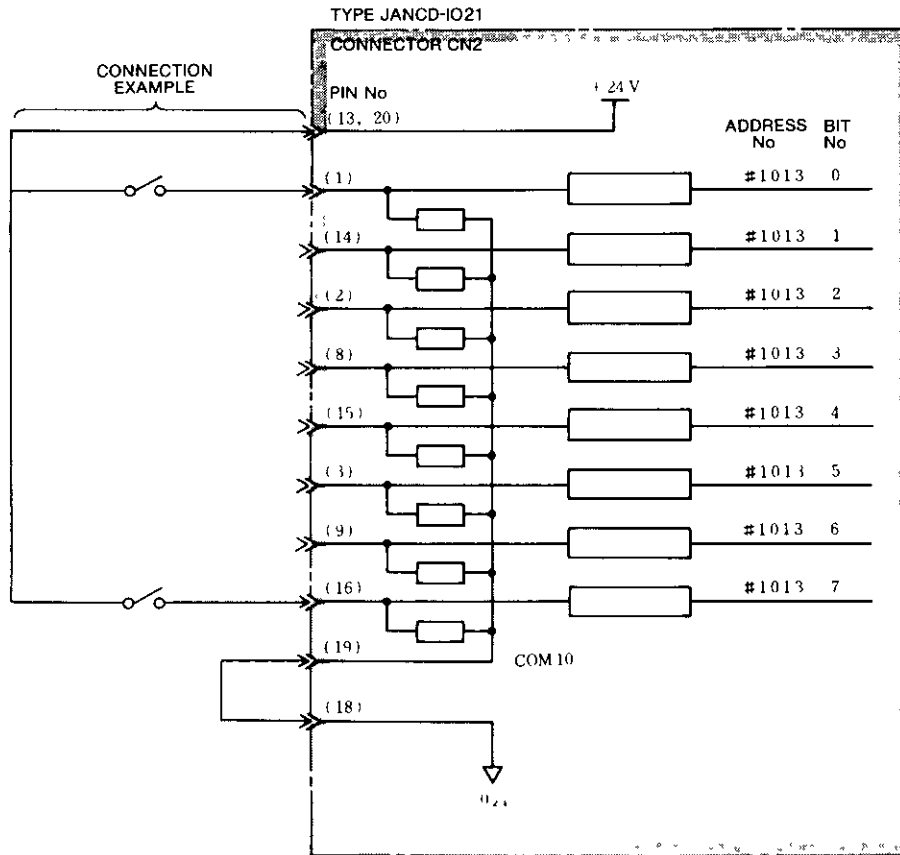 TYPE JANCD-IO21
CONNECTOR CN2
CONNECTION
EXAMPLE
PIN No
+24 V
(13, 20)
ADDRESS
No
BIT
No
(1) #1013 0
(14) #1013 1
(2) #1013 2
(8) #1013 3
(15) #1013 4
(3) #1013 5
(9) #1013 6
(16) #1013 7
(19)
COM 10
(18)